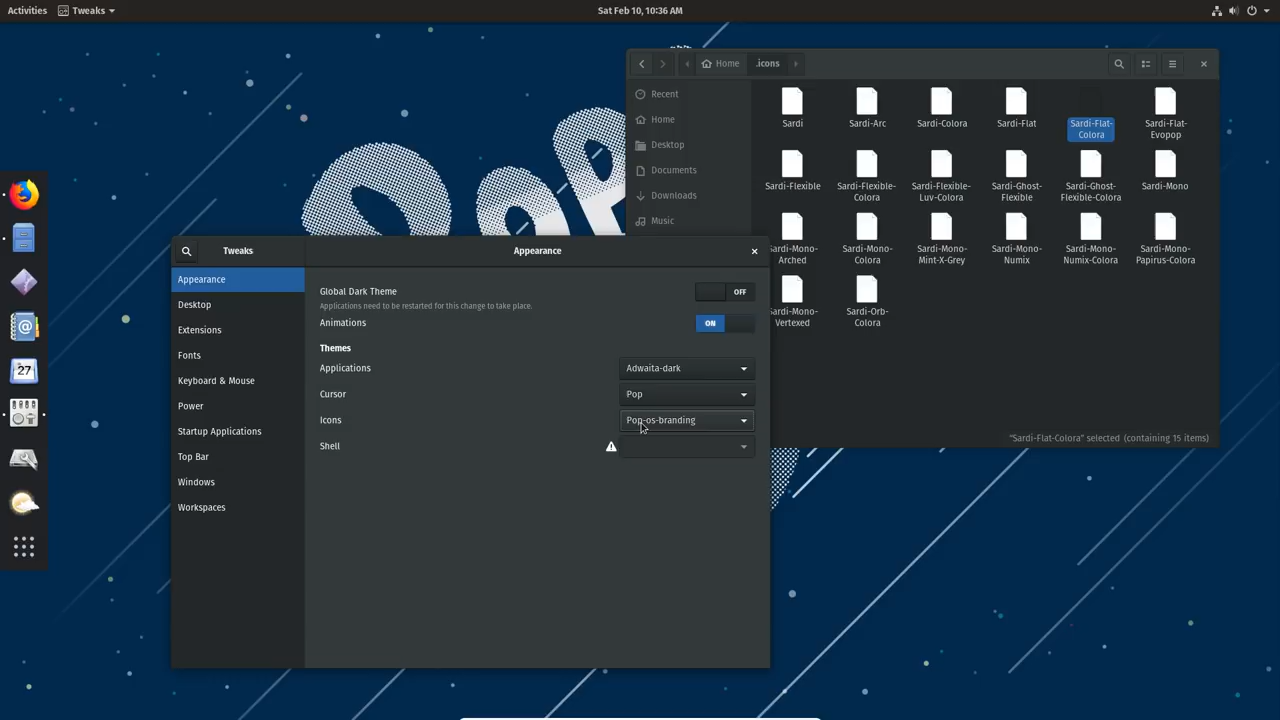 Activities
Tweaks
Sat Feb 10, 10:36 AM
Home
.icons
Recent
Home
Desktop
Documents
Downloads
Music
Sardi
Sardi-Arc
Sardi-Colora
Sardi-Flat
Sardi-Flat-
Colora
Sardi-Flat-
Evopop
Sardi-Flexible
Sardi-Flexible-
Colora
Sardi-Flexible-
Luv-Colora
Sardi-Ghost-
Flexible
Sardi-Ghost-
Flexible-Colora
Sardi-Mono
Sardi-Mono-
Arched
Sardi-Mono-
Colora
Sardi-Mono-
Mint-X-Grey
Sardi-Mono-
Numix
Sardi-Mono-
Numix-Colora
Sardi-Mono-
Papirus-Colora
Sardi-Mono-
Vertexed
Sardi-Orb-
Colora
"Sardi-Flat-Colora" selected (containing 15 items)
Tweaks
Appearance
Appearance
Desktop
Extensions
Fonts
Keyboard & Mouse
Power
Startup Applications
Top Bar
Windows
Workspaces
Global Dark Theme
OFF
Applications need to be restarted for this change to take place.
Animations
ON
Themes
Applications
Adwaita-dark
Cursor
Pop
Icons
Pop-os-branding
Shell
27